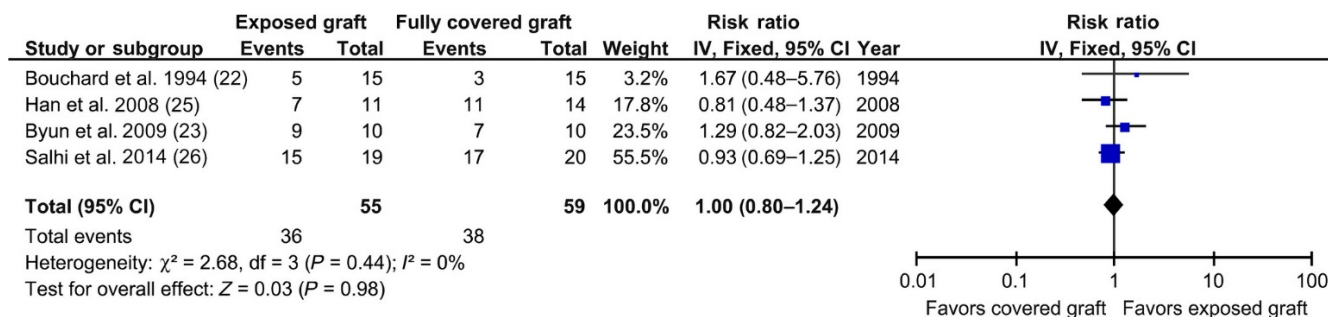 Exposed graft Fully covered graft Risk ratio Risk ratio
Study or subgroup Events Total Events Total Weight IV, Fixed, 95% CI Year IV, Fixed, 95% CI
Bouchard et al. 1994 (22) 5 15 3 15 3.2% 1.67 (0.48–5.76) 1994
Han et al. 2008 (25) 7 11 11 14 17.8% 0.81 (0.48–1.37) 2008
Byun et al. 2009 (23) 9 10 7 10 23.5% 1.29 (0.82–2.03) 2009
Salhi et al. 2014 (26) 15 19 17 20 55.5% 0.93 (0.69–1.25) 2014
Total (95% CI) 55 59 100.0% 1.00 (0.80–1.24)
Total events 36 38
Heterogeneity: χ² = 2.68, df = 3 (P = 0.44); I² = 0%
Test for overall effect: Z = 0.03 (P = 0.98)
0.01 0.1 1 10 100
Favors covered graft Favors exposed graft